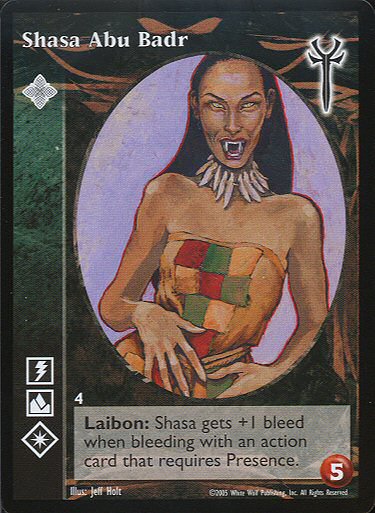 Shasa Abu Badr
4
Laibon: Shasa gets +1 bleed
when bleeding with an action
card that requires Presence.
5
Illus: Jeff Holt
©2005 White Wolf Publishing, Inc. All Rights Reserved.